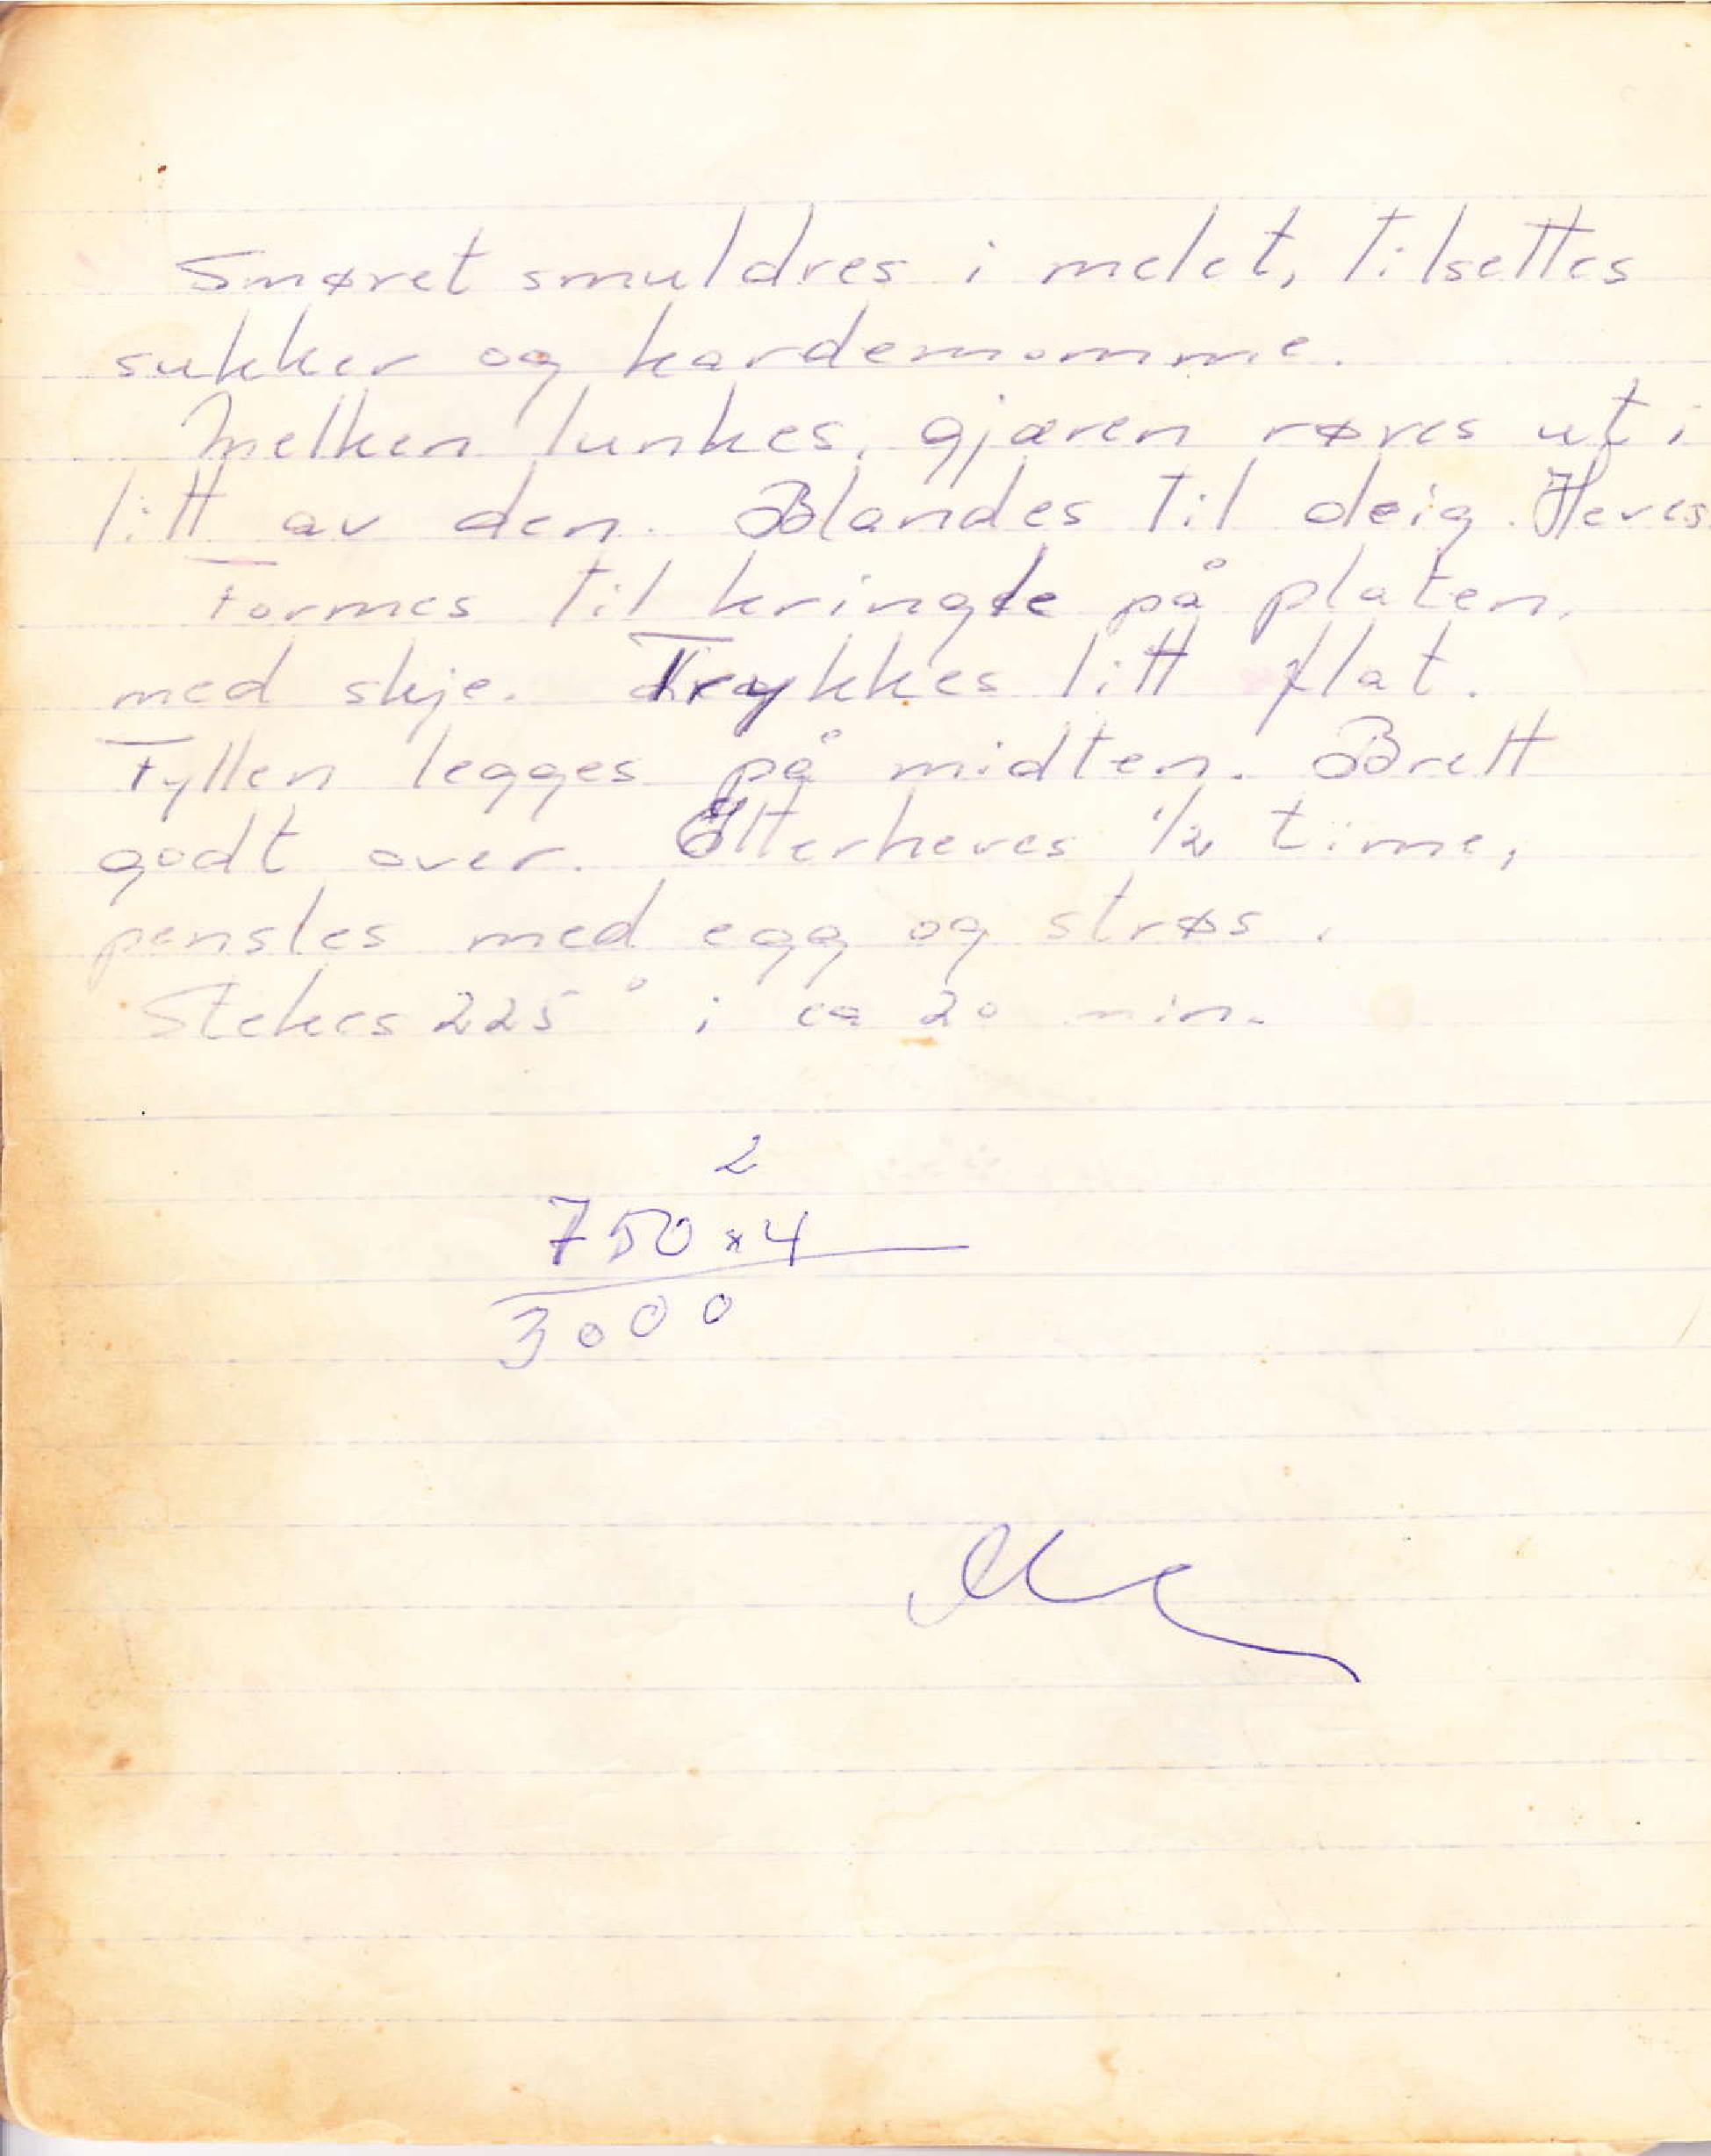 Smøret smuldres i melet, tilsettes
sukker og kardemomme.
Melken lunkes, gjæren røres ut i
litt av den. Blandes til deig. Heves
Formes til kringle på platen.
med skje. Trykkes litt flat.
Fyllen legges på midten. Brett
godt over. Etterheves 1/2 time,
pensles med egg og strøs.
Stekes 225° i ca 20 min.
2
750 x 4
3000